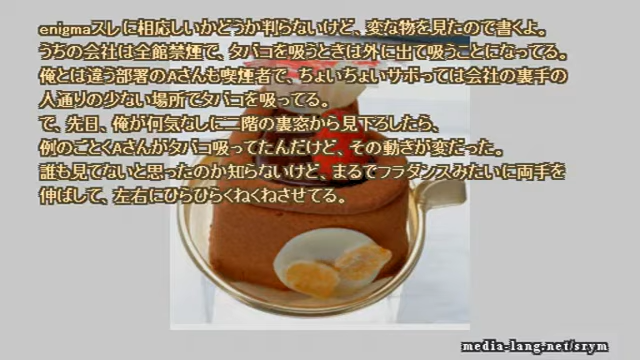 enigmaスレに相応しいかどうか判らないけど、変な物を見たので書くよ。
うちの会社は全館禁煙で、タバコを吸うときは外に出て吸うことになってる。
俺とは違う部署のAさんも喫煙者で、ちょいちょいサボっては会社の裏手の
人通りの少ない場所でタバコを吸ってる。
で、先日、俺が何気なしに二階の裏窓から見下ろしたら、
例のごとくAさんがタバコ吸ってたんだけど、その動きが変だった。
誰も見てないと思ったのか知らないけど、まるでフラダンスみたいに両手を
伸ばして、左右にひらひらくねくねさせてる。
media-lang.net/srym